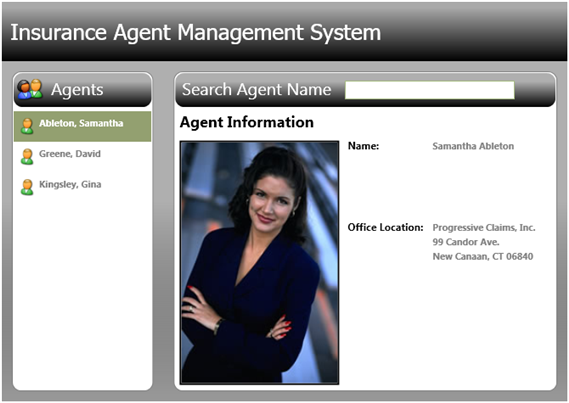 Insurance Agent Management System
Agents
Ableton, Samantha
Greene, David
Kingsley, Gina
Search Agent Name
Agent Information
Name: Samantha Ableton
Office Location: Progressive Claims, Inc.
99 Candor Ave.
New Canaan, CT 06840